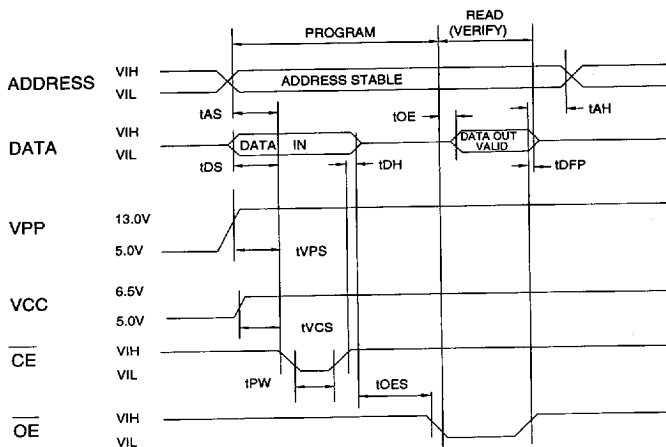 PROGRAM
READ
(VERIFY)
ADDRESS
VIH
VIL
ADDRESS STABLE
tAS
tOE
tAH
DATA
VIH
VIL
DATA IN
DATA OUT
VALID
tDS
tDH
tDFP
VPP
13.0V
5.0V
tVPS
VCC
6.5V
5.0V
tVCS
CE
VIH
VIL
tPW
tOES
OE
VIH
VIL